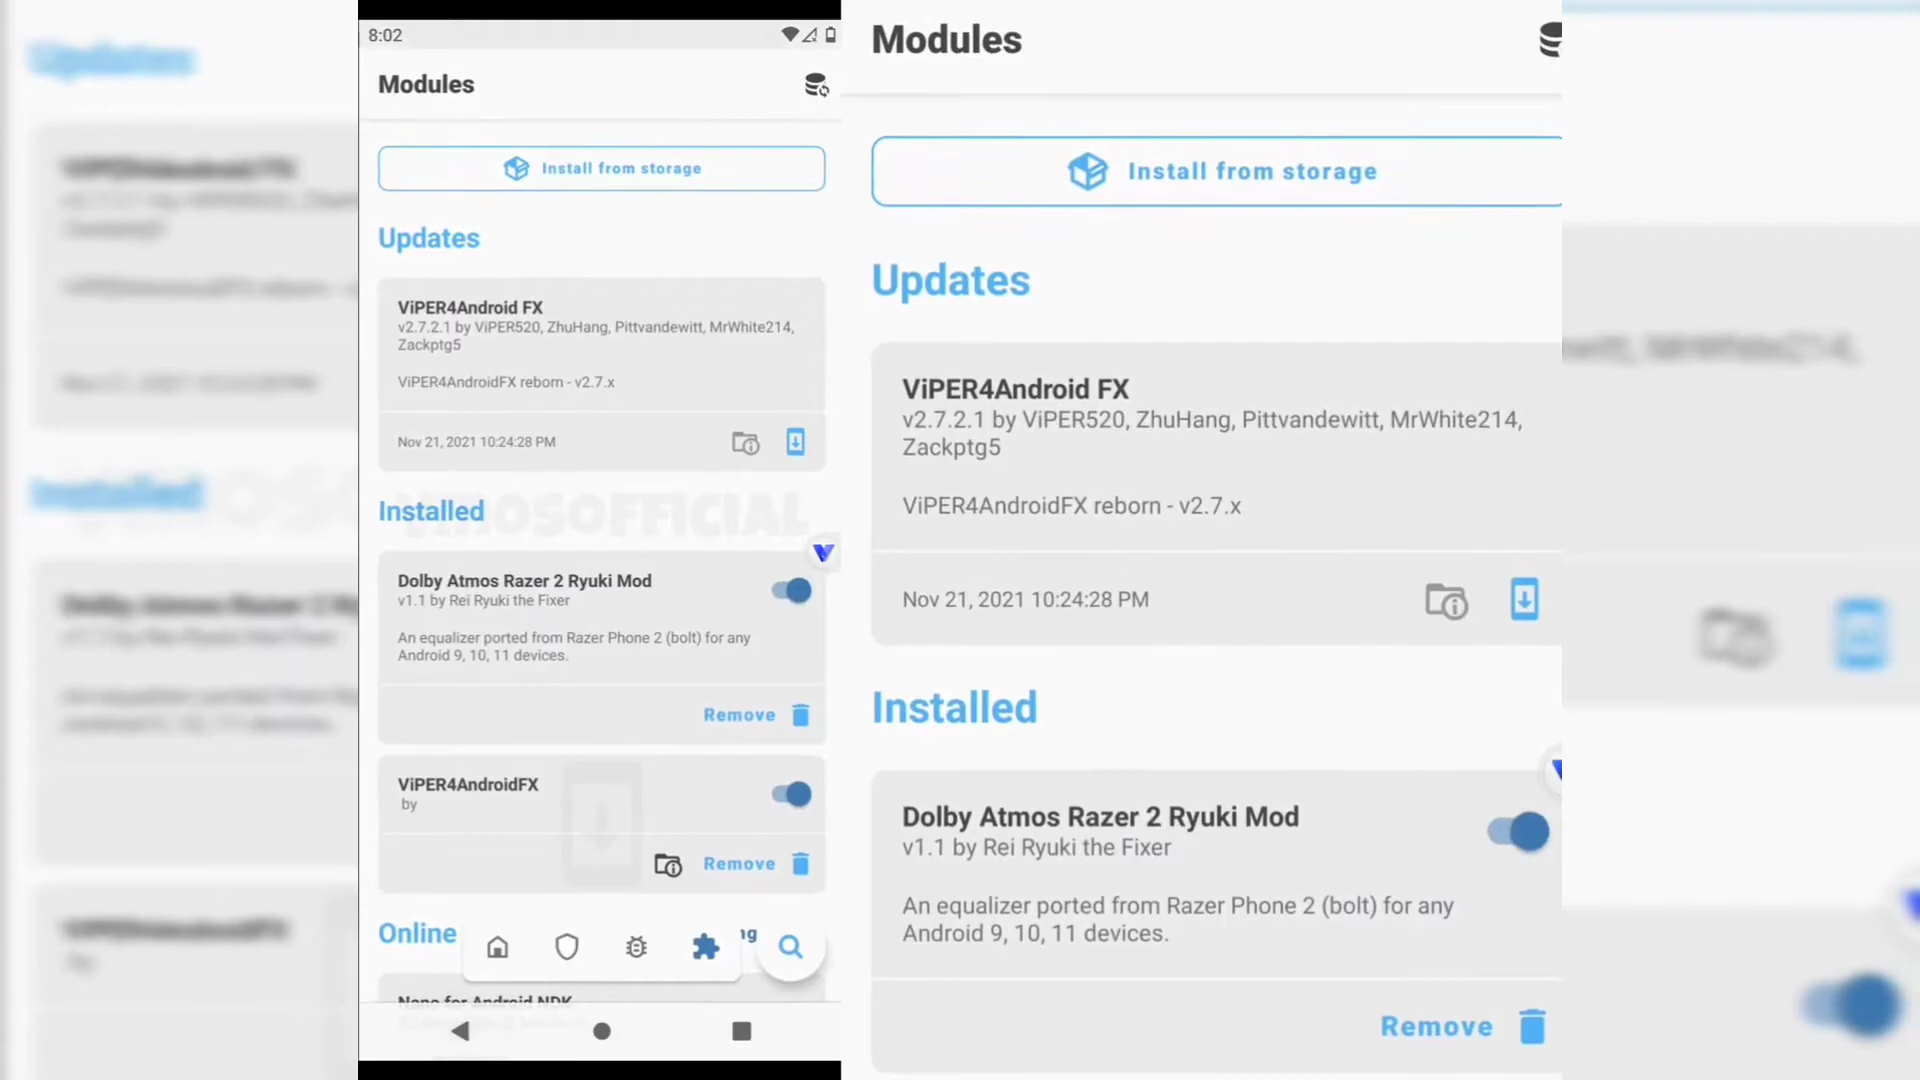 8:02
Modules
Install from storage
Updates
ViPER4Android FX
v2.7.2.1 by ViPER520, ZhuHang, Pittvandewitt, MrWhite214,
Zackptg5
ViPER4AndroidFX reborn - v2.7.x
Nov 21, 2021 10:24:28 PM
Installed
Dolby Atmos Razer 2 Ryuki Mod
v1.1 by Rei Ryuki the Fixer
An equalizer ported from Razer Phone 2 (bolt) for any
Android 9, 10, 11 devices.
Remove
ViPER4AndroidFX
by
Remove
Online
Nano for Android NDK
Modules
Install from storage
Updates
ViPER4Android FX
v2.7.2.1 by ViPER520, ZhuHang, Pittvandewitt, MrWhite214,
Zackptg5
ViPER4AndroidFX reborn - v2.7.x
Nov 21, 2021 10:24:28 PM
Installed
Dolby Atmos Razer 2 Ryuki Mod
v1.1 by Rei Ryuki the Fixer
An equalizer ported from Razer Phone 2 (bolt) for any
Android 9, 10, 11 devices.
Remove
Updates
Installed